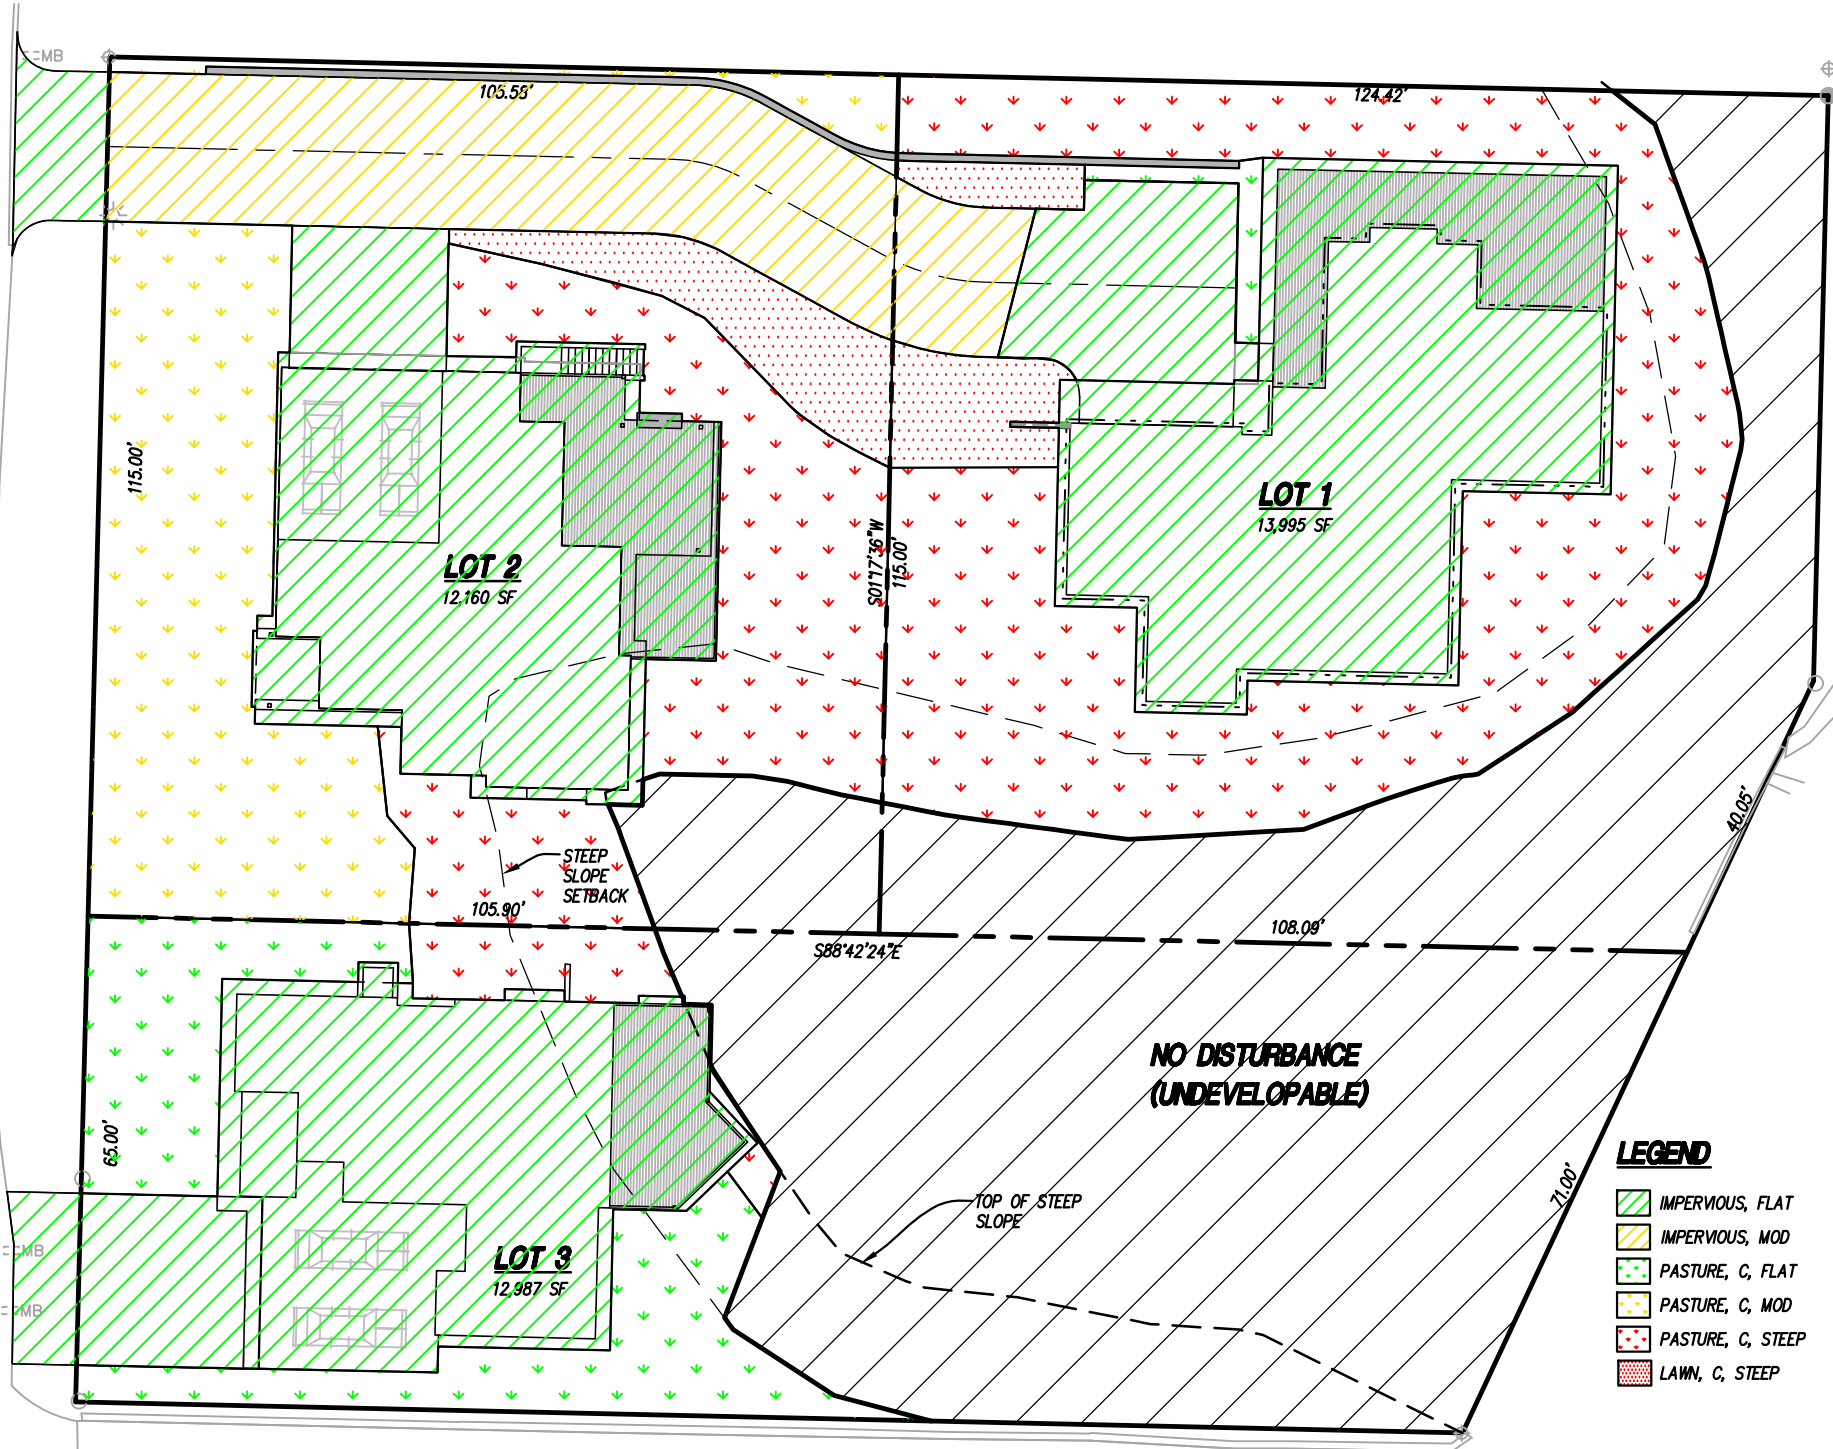 MB
105.58'
124.42'
115.00'
LOT 1
13,995 SF
S01°17'36"W
115.00'
LOT 2
12,160 SF
40.05'
STEEP
SLOPE
SETBACK
105.90'
108.09'
S88°42'24"E
NO DISTURBANCE
(UNDEVELOPABLE)
65.00'
71.00'
TOP OF STEEP
SLOPE
LOT 3
12,987 SF
MB
MB
LEGEND
IMPERVIOUS, FLAT
IMPERVIOUS, MOD
PASTURE, C, FLAT
PASTURE, C, MOD
PASTURE, C, STEEP
LAWN, C, STEEP